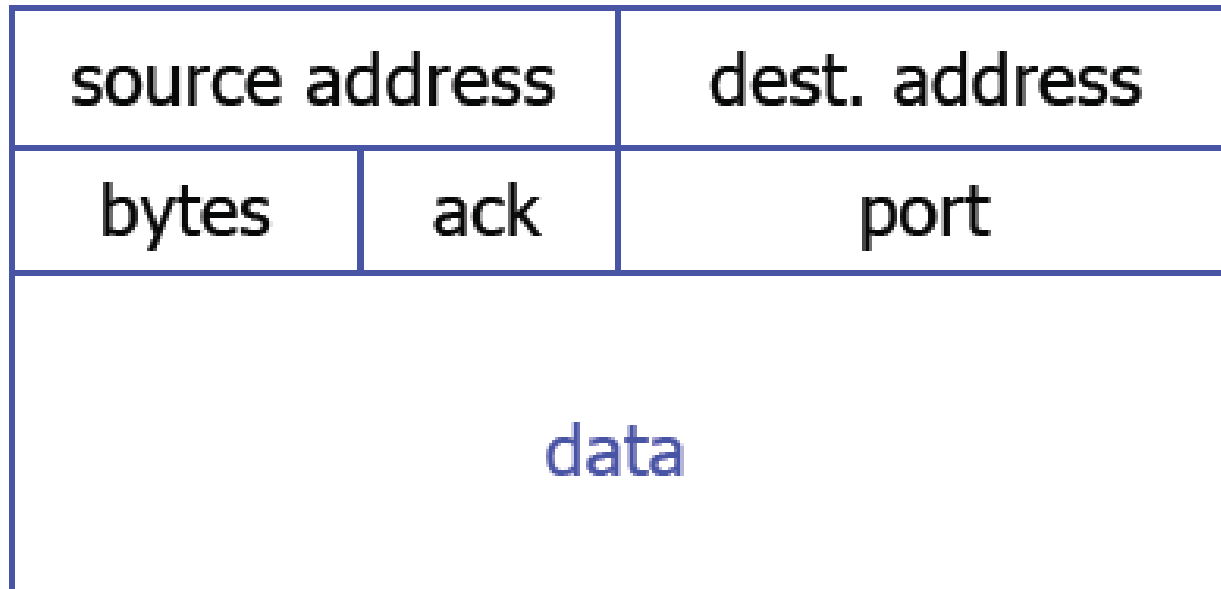 source address dest. address
bytes ack port
data